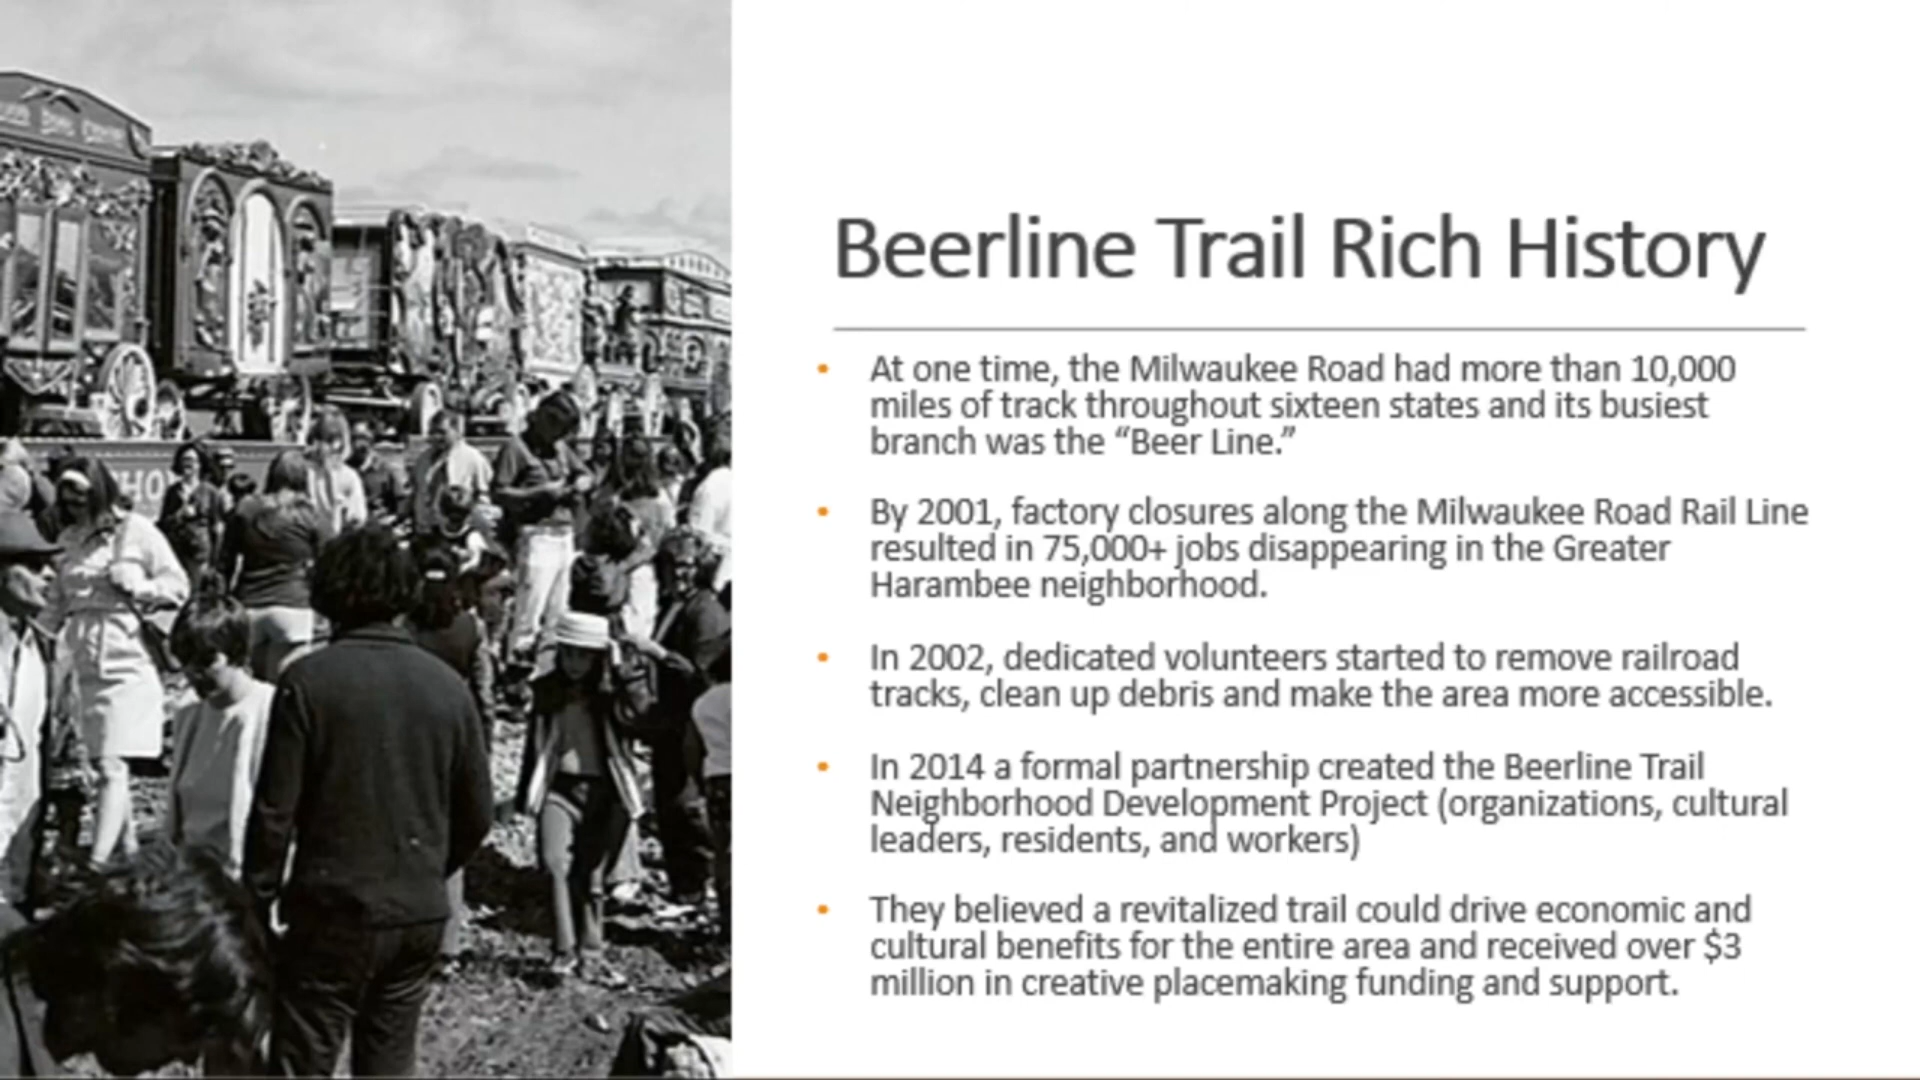 Beerline Trail Rich History
At one time, the Milwaukee Road had more than 10,000
miles of track throughout sixteen states and its busiest
branch was the “Beer Line.”
By 2001, factory closures along the Milwaukee Road Rail Line
resulted in 75,000+ jobs disappearing in the Greater
Harambee neighborhood.
In 2002, dedicated volunteers started to remove railroad
tracks, clean up debris and make the area more accessible.
In 2014 a formal partnership created the Beerline Trail
Neighborhood Development Project (organizations, cultural
leaders, residents, and workers)
They believed a revitalized trail could drive economic and
cultural benefits for the entire area and received over $3
million in creative placemaking funding and support.